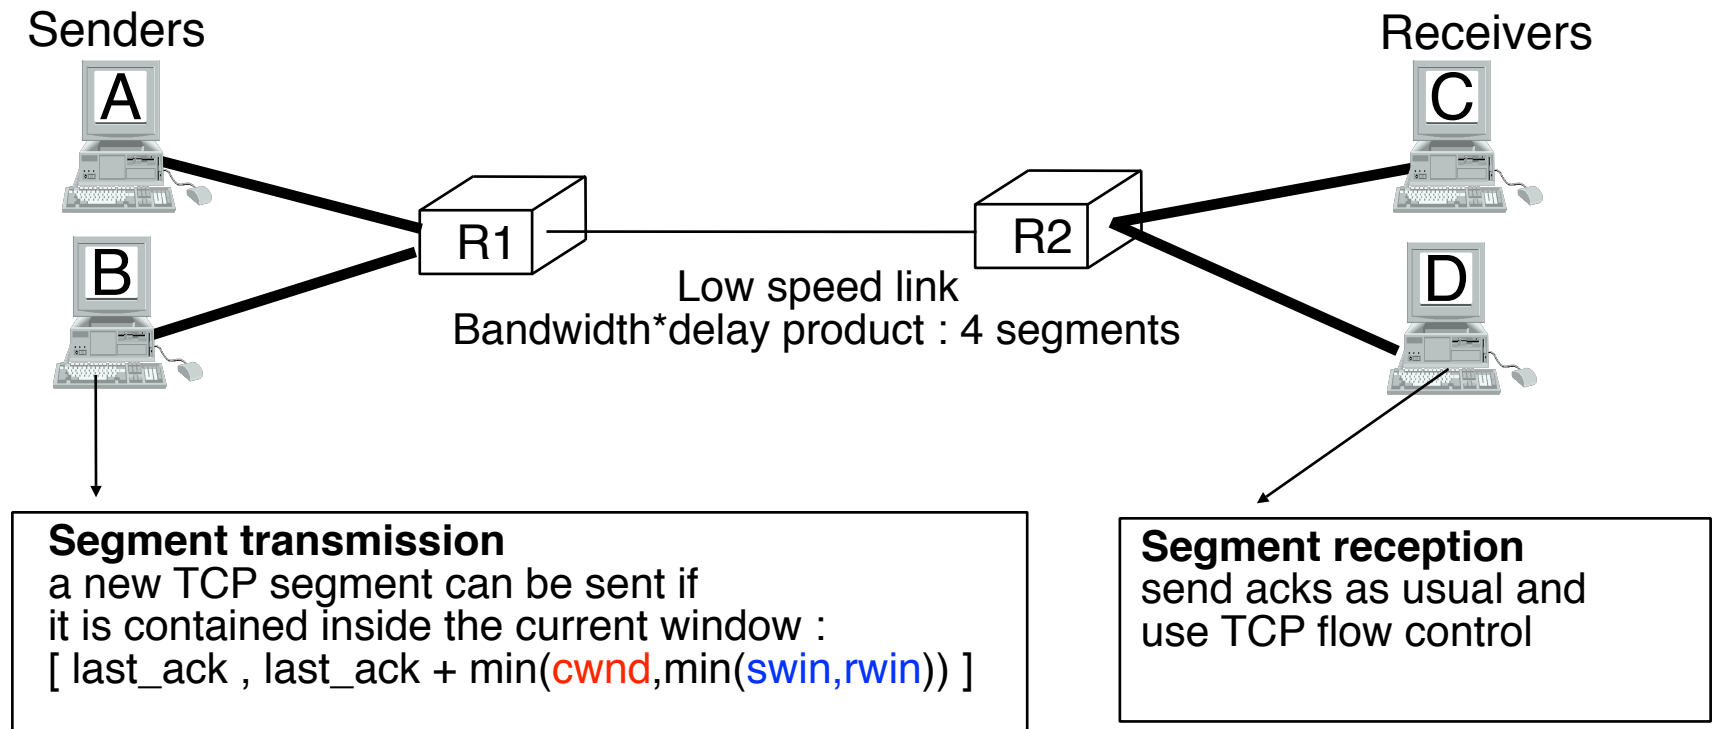 Senders
Receivers
A
C
R1
R2
B
D
Low speed link
Bandwidth*delay product : 4 segments
Segment transmission
a new TCP segment can be sent if
it is contained inside the current window :
[ last_ack , last_ack + min(cwnd,min(swin,rwin)) ]
Segment reception
send acks as usual and
use TCP flow control